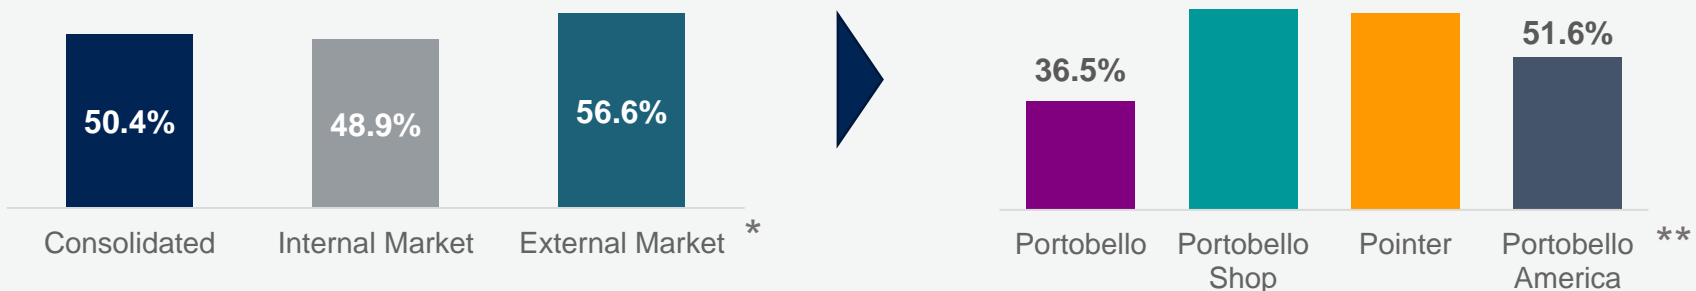 50.4%
48.9%
56.6%
Consolidated
Internal Market
External Market *
36.5%
51.6%
Portobello
Portobello
Shop
Pointer
Portobello
America
**